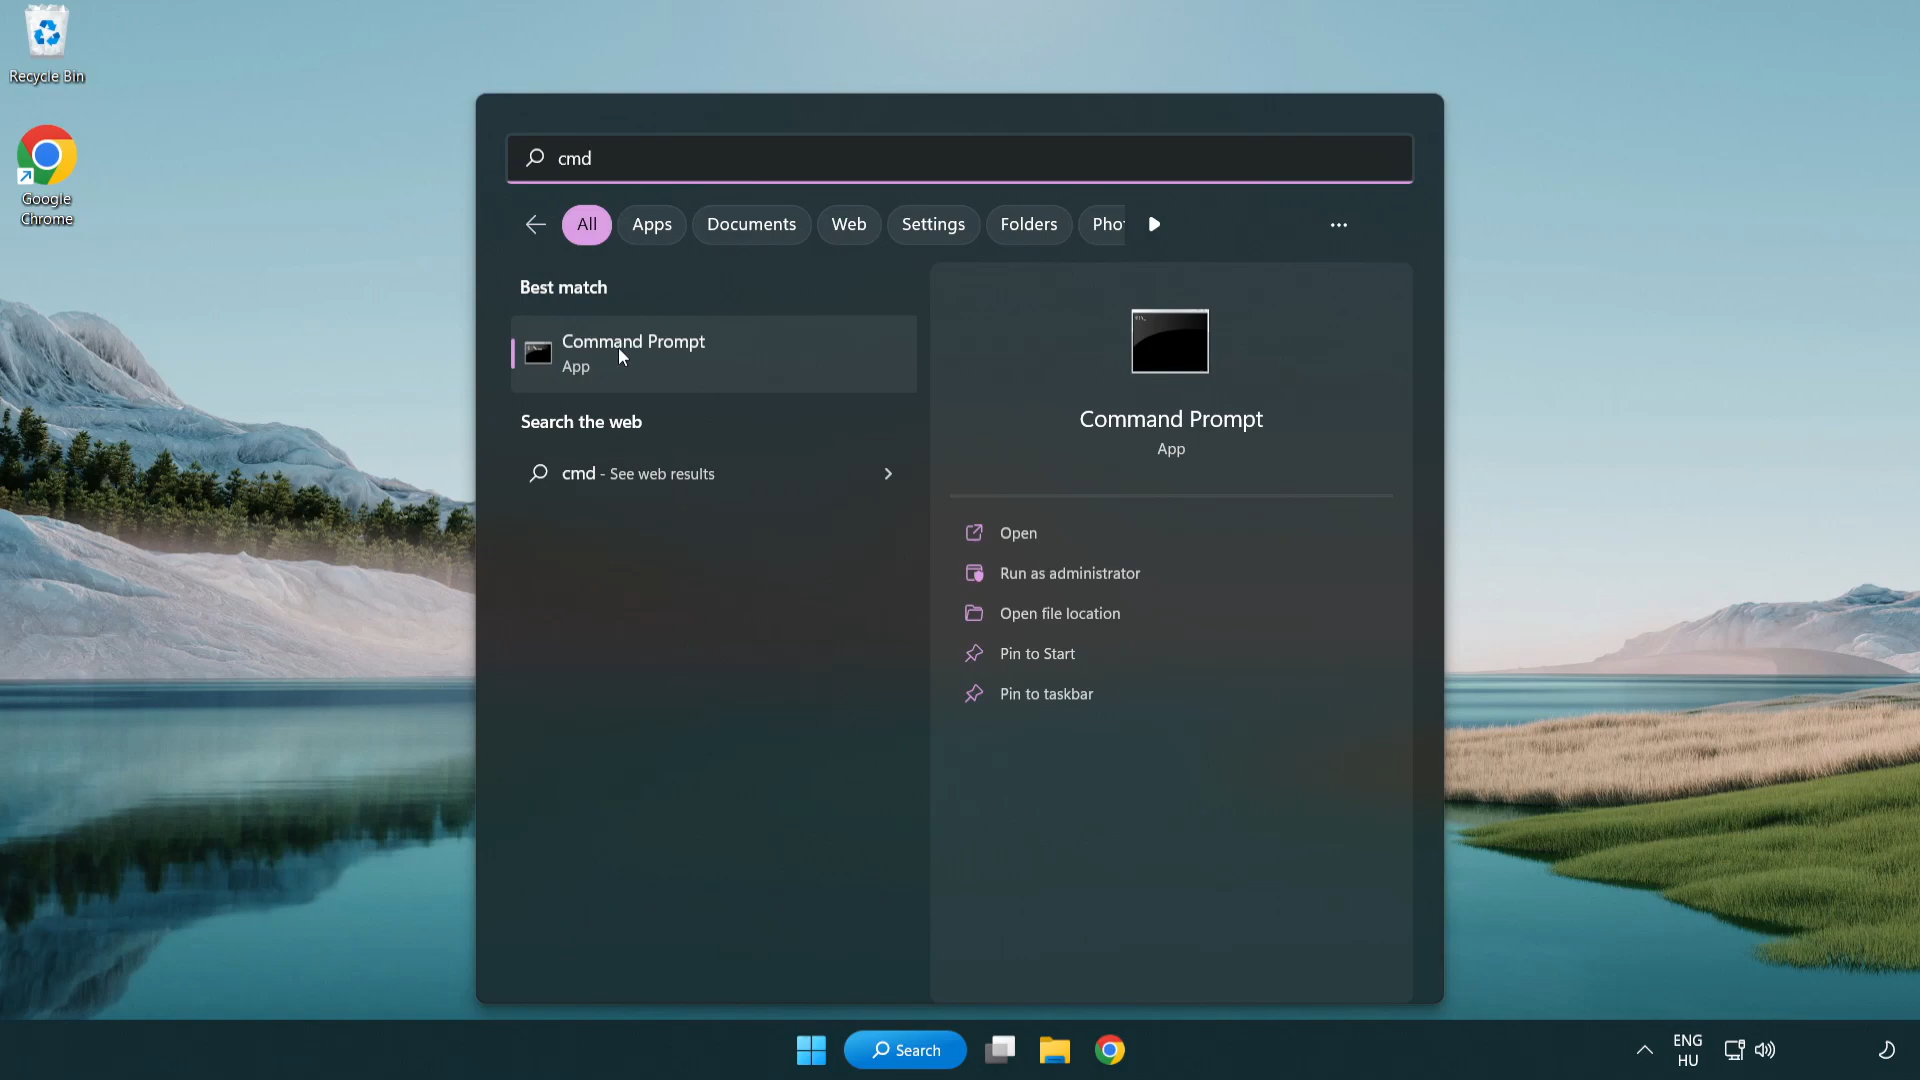 Recycle Bin
Google
Chrome
cmd
All
Apps
Documents
Web
Settings
Folders
Pho
Best match
Command Prompt
App
Search the web
cmd - See web results
Command Prompt
App
Open
Run as administrator
Open file location
Pin to Start
Pin to taskbar
Search
ENG
HU